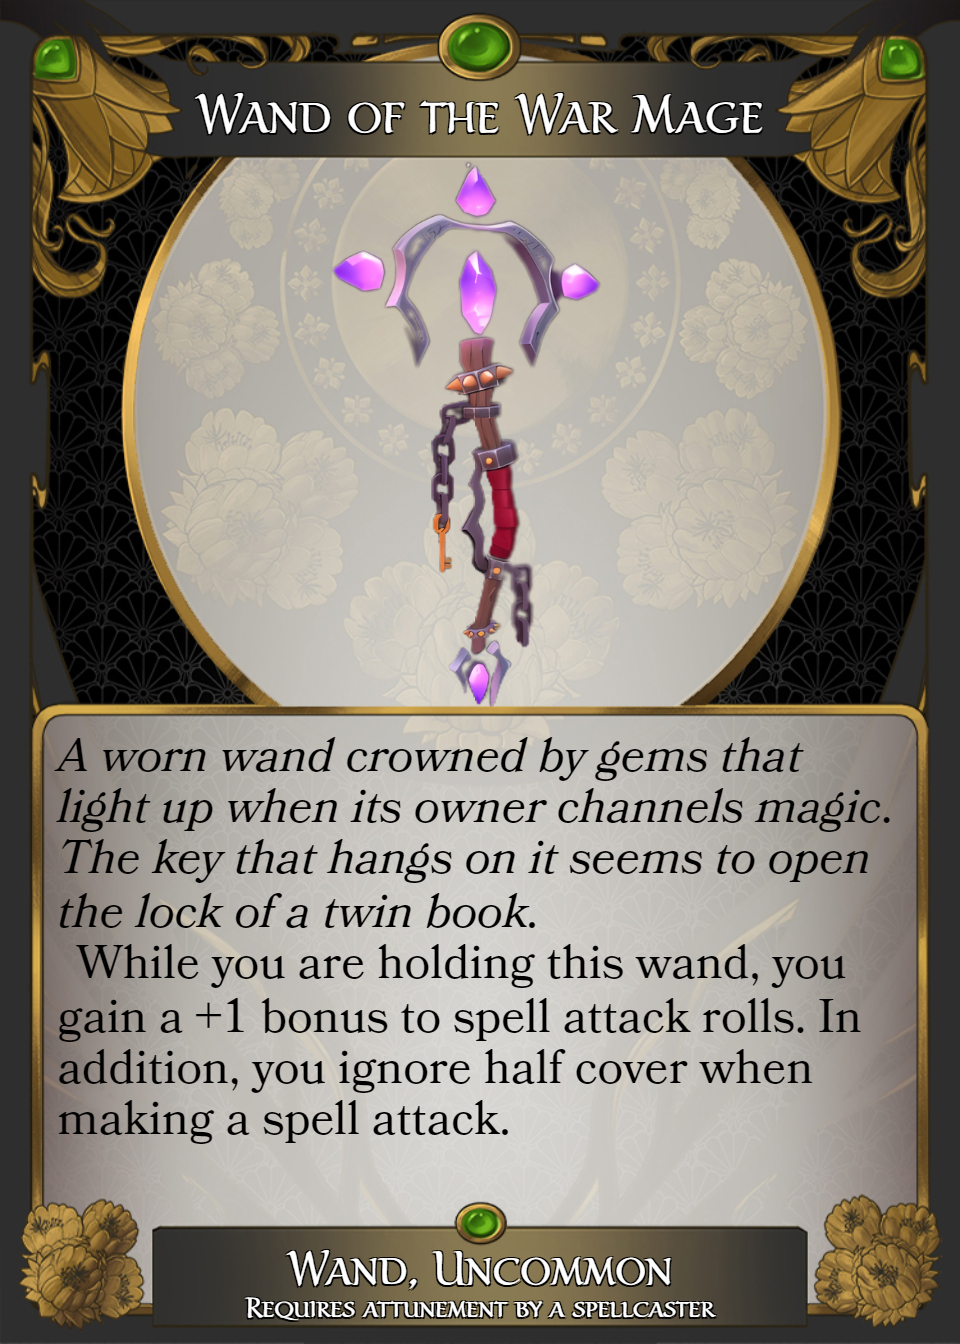 Wand of the War Mage
A worn wand crowned by gems that
light up when its owner channels magic.
The key that hangs on it seems to open
the lock of a twin book.
While you are holding this wand, you
gain a +1 bonus to spell attack rolls. In
addition, you ignore half cover when
making a spell attack.
Wand, Uncommon
Requires attunement by a spellcaster